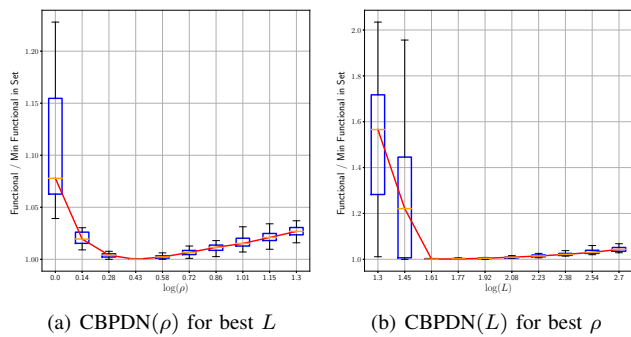 Functional / Min Functional in Set
1.20
1.15
1.10
1.05
1.00
0.0 0.14 0.28 0.43 0.58 0.72 0.86 1.01 1.15 1.3
log(ρ)
(a) CBPDN(ρ) for best L
Functional / Min Functional in Set
2.0
1.8
1.6
1.4
1.2
1.0
1.3 1.45 1.61 1.77 1.92 2.08 2.23 2.38 2.54 2.7
log(L)
(b) CBPDN(L) for best ρ